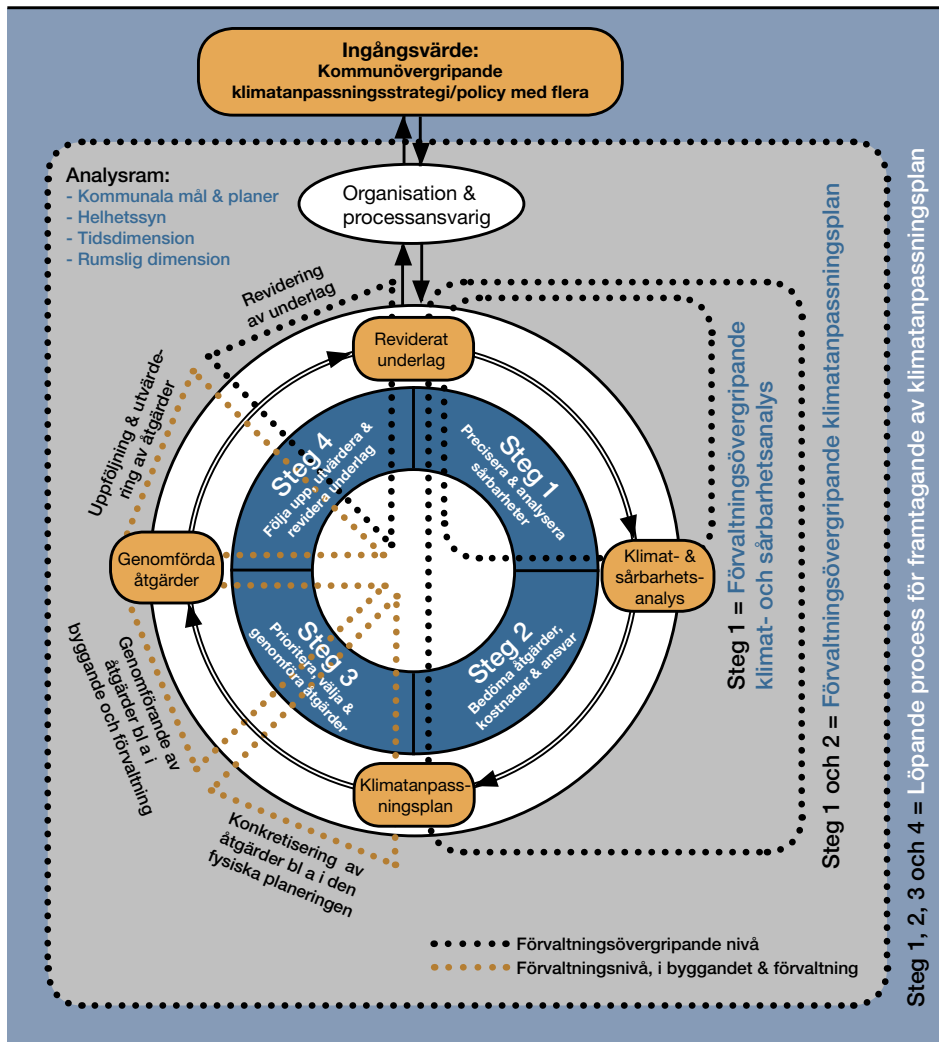 Ingångsvärde:
Kommunövergripande
klimatanpassningsstrategi/policy med flera
Analysram:
- Kommunala mål & planer
- Helhetssyn
- Tidsdimension
- Rumslig dimension
Organisation &
processansvarig
Revidering
av underlag
Reviderat
underlag
Uppföljning & utvärde-
ring av åtgärder
Steg 4
Följa upp, utvärdera &
revidera underlag
Steg 1
Precisera & analysera
sårbarheter
Genomförda
åtgärder
Klimat- &
sårbarhets-
analys
Steg 3
Prioritera, välja &
genomföra åtgärder
Steg 2
Bedöma åtgärder,
kostnader & ansvar
Genomförande av
åtgärder bl a i
byggande och förvaltning
Klimatanpass-
ningsplan
Konkretisering av
åtgärder bl a i den
fysiska planeringen
Steg 1 = Förvaltningsövergripande
klimat- och sårbarhetsanalys
Steg 1 och 2 = Förvaltningsövergripande klimatanpassningsplan
Steg 1, 2, 3 och 4 = Löpande process för framtagande av klimatanpassningsplan
Förvaltningsövergripande nivå
Förvaltningsnivå, i byggandet & förvaltning